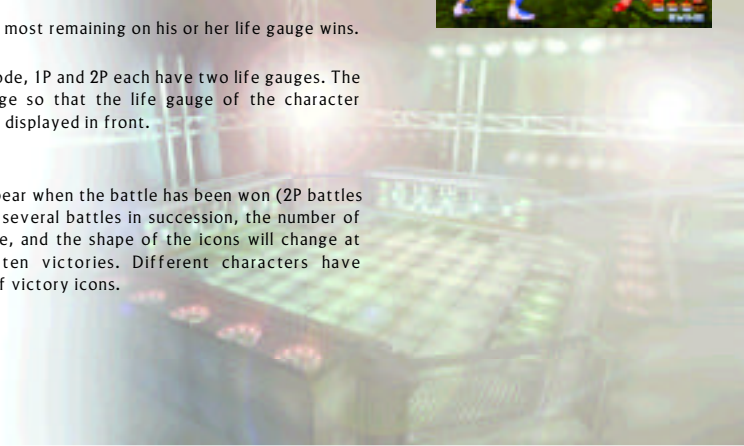 most remaining on his or her life gauge wins.
ode, 1P and 2P each have two life gauges. The
ge so that the life gauge of the character
displayed in front.
pear when the battle has been won (2P battles
several battles in succession, the number of
e, and the shape of the icons will change at
ten victories. Different characters have
f victory icons.